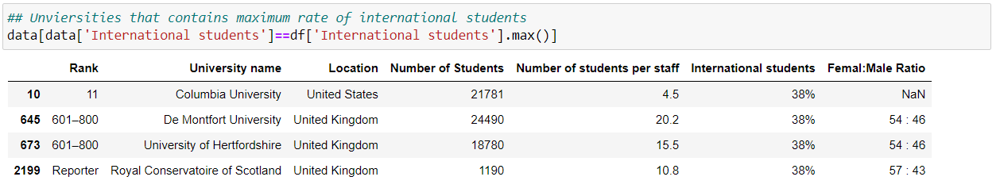 ## Unviersities that contains maximum rate of international students
data[data['International students']==df['International students'].max()]
Rank University name Location Number of Students Number of students per staff International students Femal:Male Ratio
10 11 Columbia University United States 21781 4.5 38% NaN
645 601–800 De Montfort University United Kingdom 24490 20.2 38% 54 : 46
673 601–800 University of Hertfordshire United Kingdom 18780 15.5 38% 54 : 46
2199 Reporter Royal Conservatoire of Scotland United Kingdom 1190 10.8 38% 57 : 43